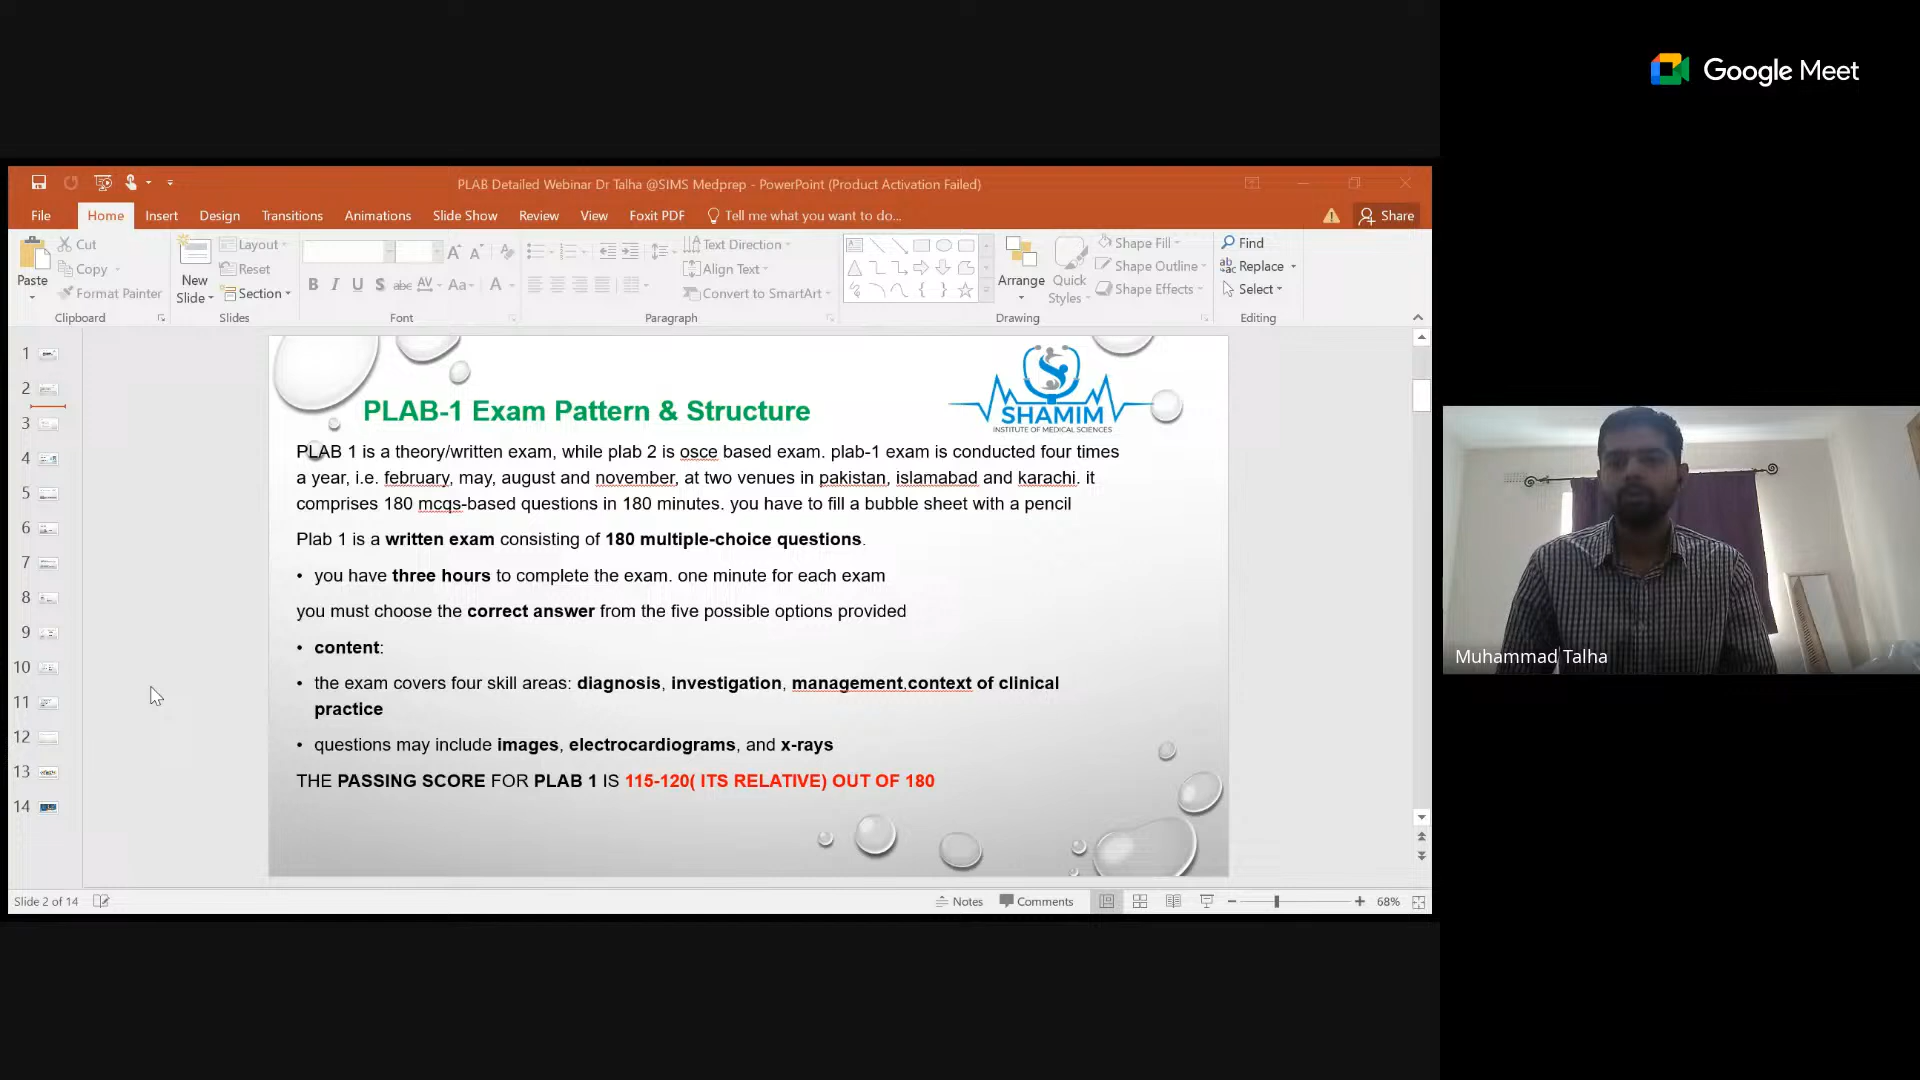 Google Meet
PLAB Detailed Webinar Dr Talha @SIMS Medprep - PowerPoint (Product Activation Failed)
File Home Insert Design Transitions Animations Slide Show Review View Foxit PDF Tell me what you want to do... Share
Paste
Cut
Copy
Format Painter
Clipboard
New
Slide
Layout
Reset
Section
Slides
B I U S abc AV Aa A
Font
Text Direction
Align Text
Convert to SmartArt
Paragraph
Arrange
Quick
Styles
Shape Fill
Shape Outline
Shape Effects
Drawing
Find
Replace
Select
Editing
1
2
3
4
5
6
7
8
9
10
11
12
13
14
SHAMIM
INSTITUTE OF MEDICAL SCIENCES
PLAB-1 Exam Pattern & Structure
PLAB 1 is a theory/written exam, while plab 2 is osce based exam. plab-1 exam is conducted four times
a year, i.e. february, may, august and november, at two venues in pakistan, islamabad and karachi. it
comprises 180 mcqs-based questions in 180 minutes. you have to fill a bubble sheet with a pencil
Plab 1 is a written exam consisting of 180 multiple-choice questions.
• you have three hours to complete the exam. one minute for each exam
you must choose the correct answer from the five possible options provided
• content:
• the exam covers four skill areas: diagnosis, investigation, management,context of clinical
practice
• questions may include images, electrocardiograms, and x-rays
THE PASSING SCORE FOR PLAB 1 IS 115-120( ITS RELATIVE) OUT OF 180
Slide 2 of 14
Notes Comments 68%
Muhammad Talha